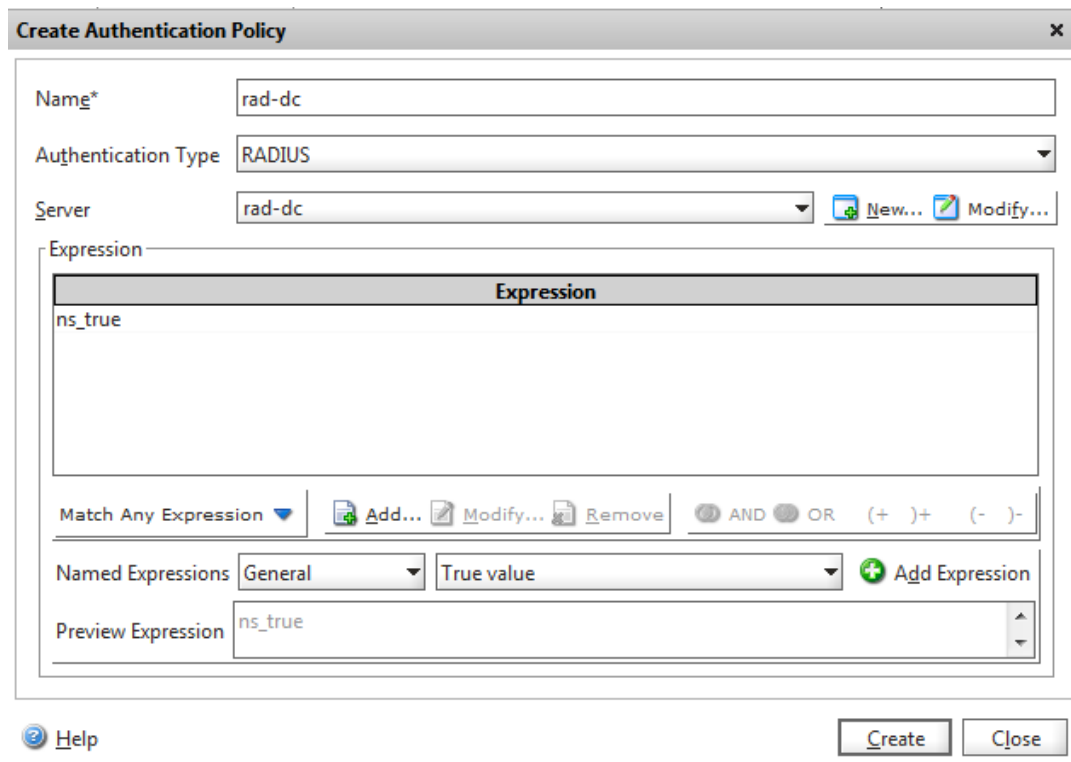 Create Authentication Policy ×
Name* rad-dc
Authentication Type RADIUS
Server rad-dc New... Modify...
Expression
Expression
ns_true
Match Any Expression Add... Modify... Remove AND OR (+ )+ (- )-
Named Expressions General True value Add Expression
Preview Expression ns_true
Help Create Close